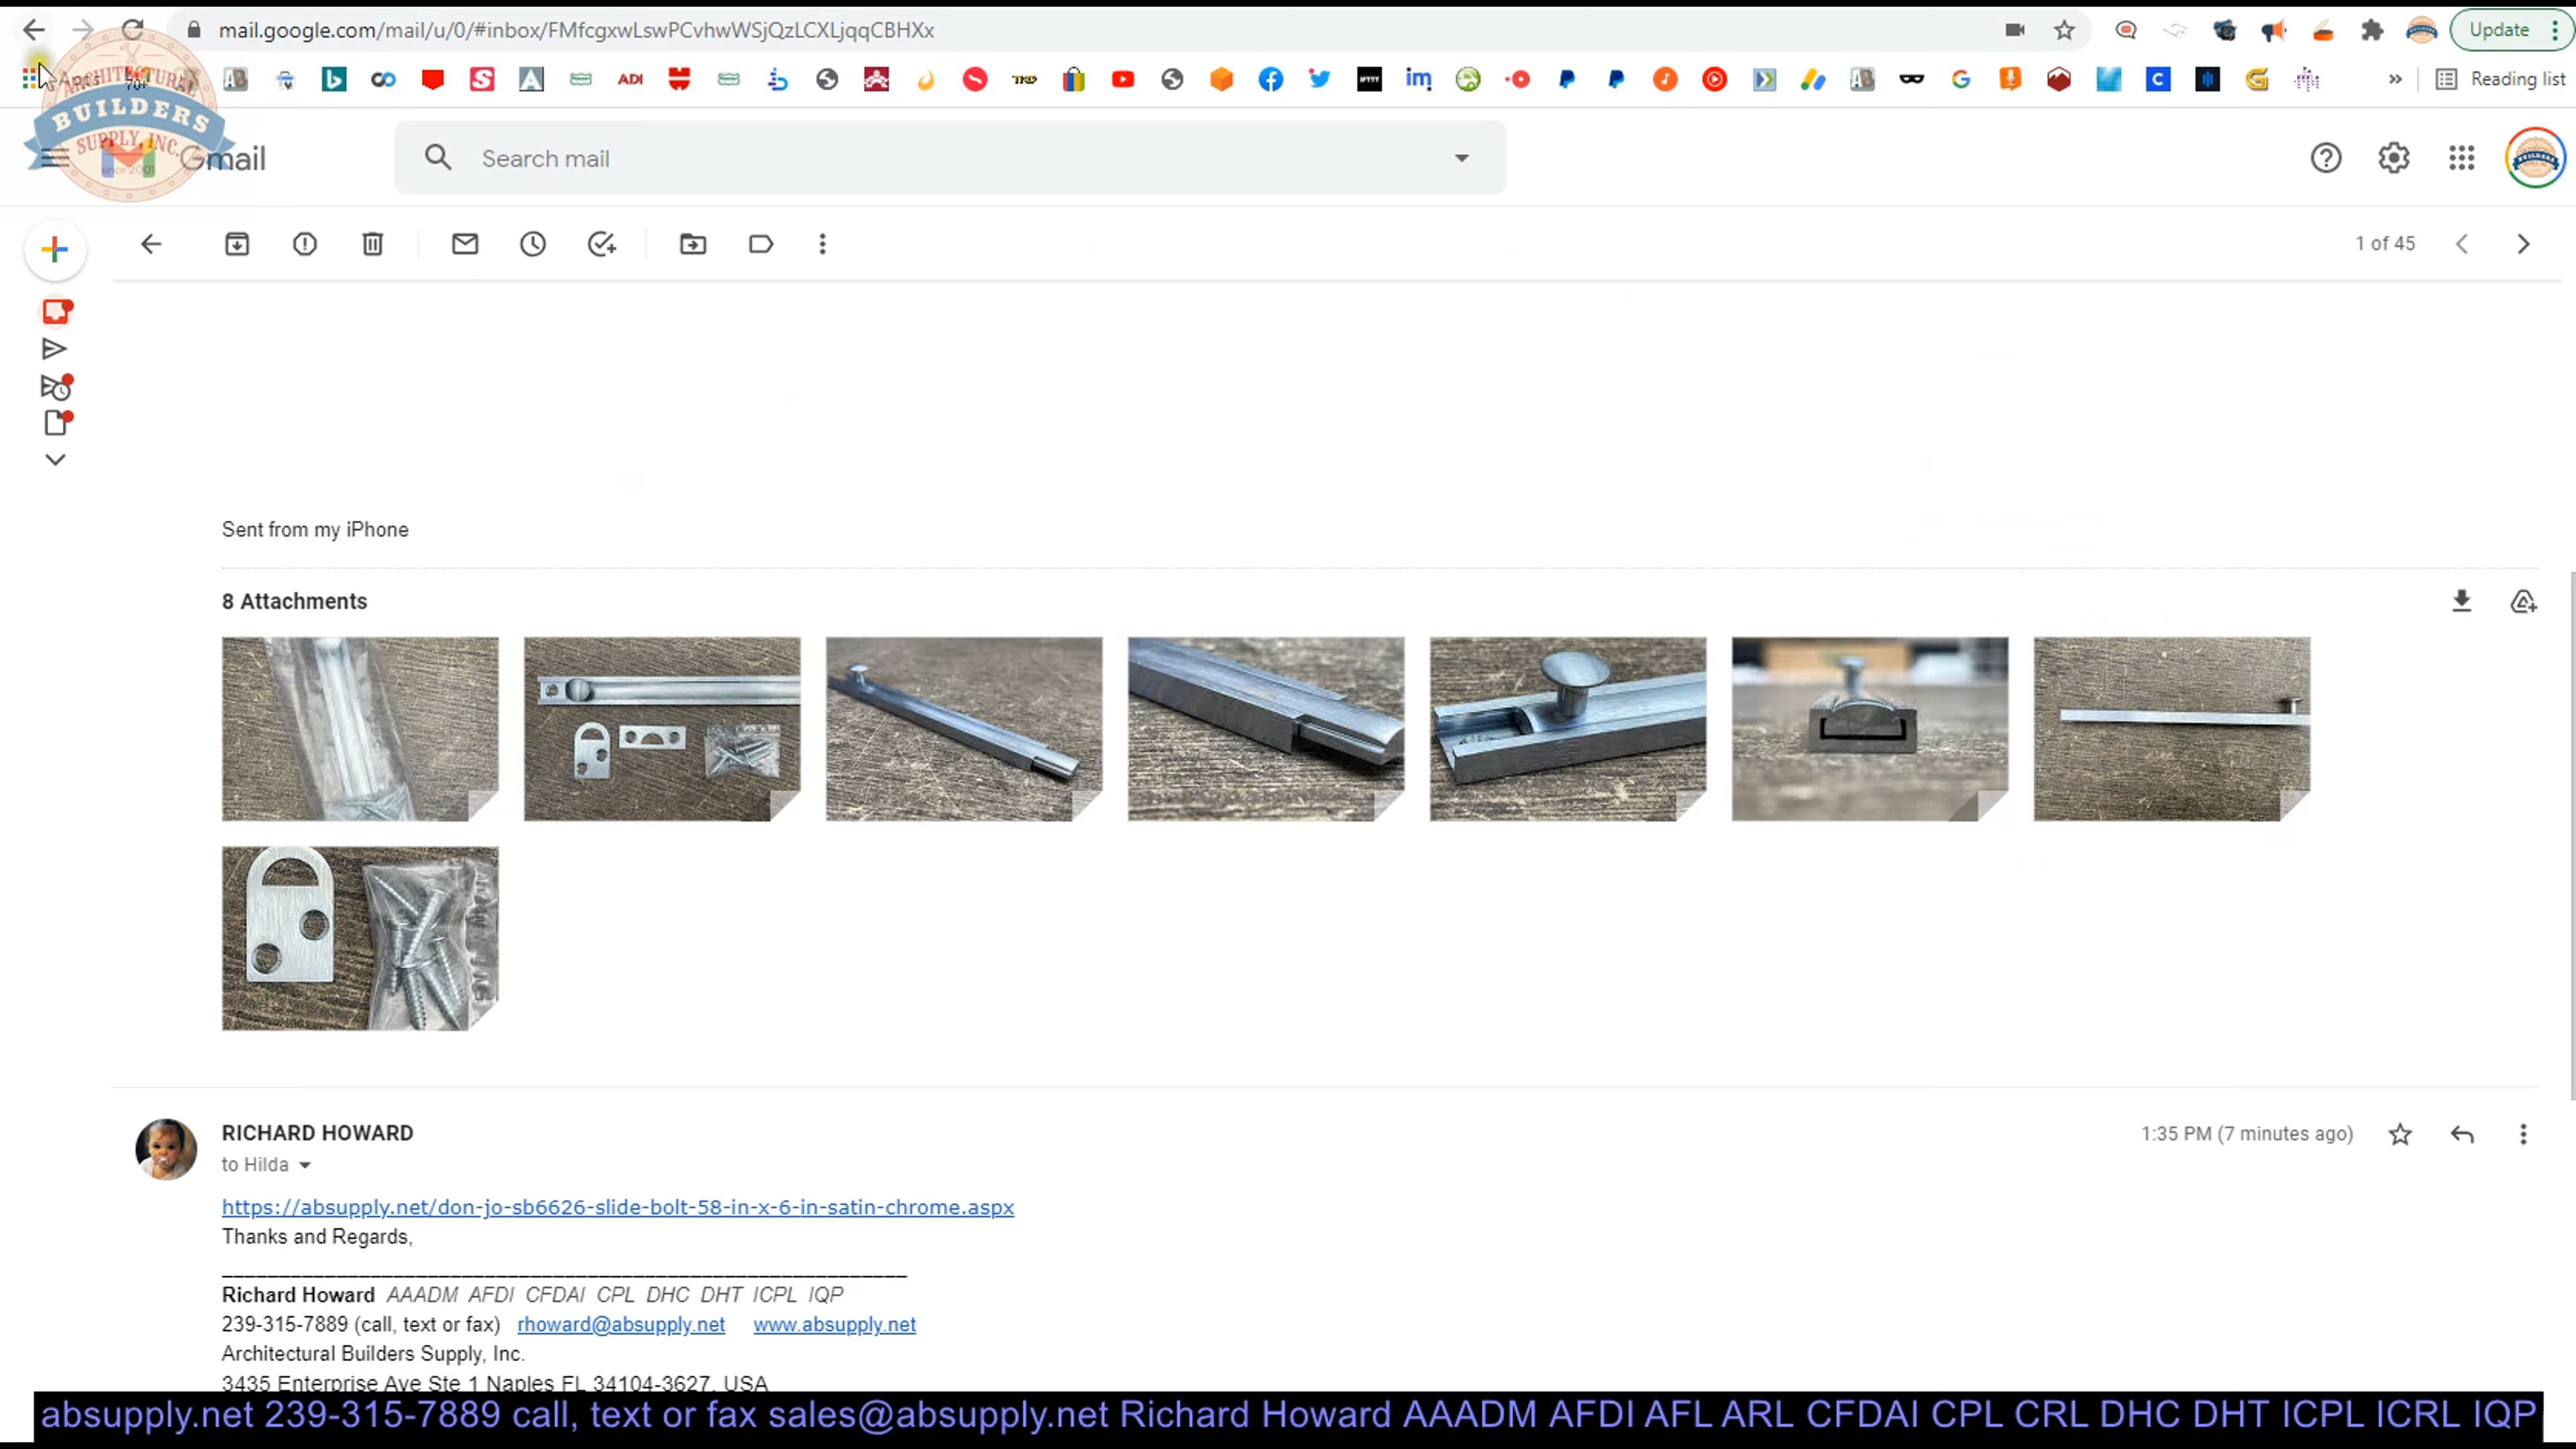 mail.google.com/mail/u/0/#inbox/FMfcgxwLswPCvhwWSjQzLCXLjqqCBHXx
Update
Apps
ADI
Reading list
ARCHITECTURAL
BUILDERS
SUPPLY, INC.
since 2001
Gmail
Search mail
1 of 45
Sent from my iPhone
8 Attachments
RICHARD HOWARD
1:35 PM (7 minutes ago)
to Hilda
https://absupply.net/don-jo-sb6626-slide-bolt-58-in-x-6-in-satin-chrome.aspx
Thanks and Regards,
Richard Howard AAADM AFDI CFDAI CPL DHC DHT ICPL IQP
239-315-7889 (call, text or fax) rhoward@absupply.net www.absupply.net
Architectural Builders Supply, Inc.
3435 Enterprise Ave Ste 1 Naples FL 34104-3627, USA
absupply.net 239-315-7889 call, text or fax sales@absupply.net Richard Howard AAADM AFDI AFL ARL CFDAI CPL CRL DHC DHT ICPL ICRL IQP